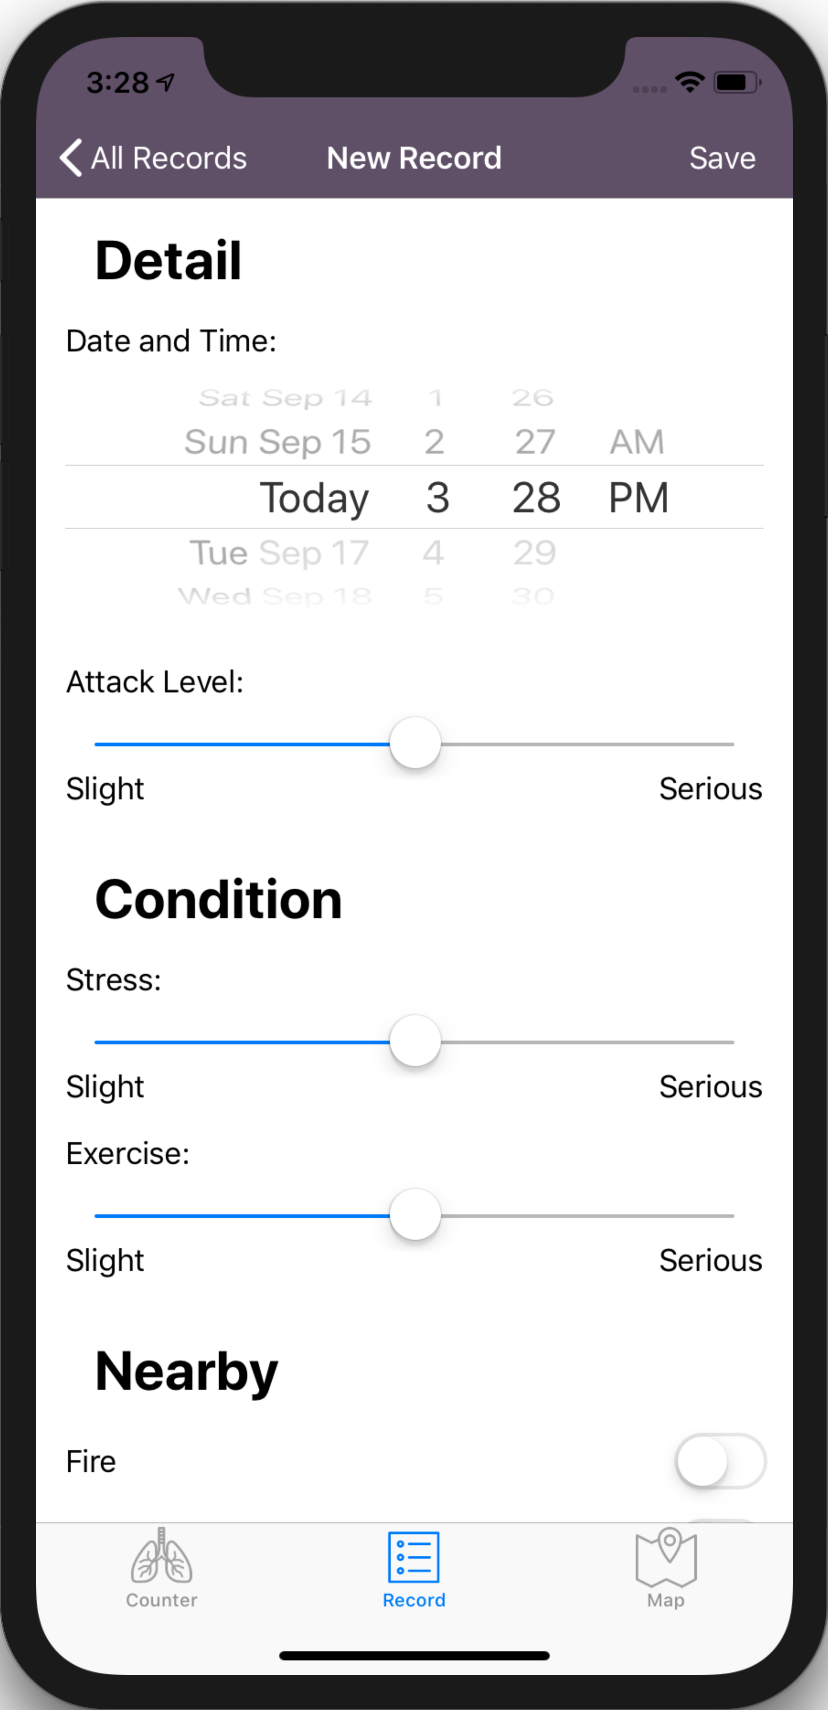 3:28
All Records New Record Save
Detail
Date and Time:
Sat Sep 14 1 26
Sun Sep 15 2 27 AM
Today 3 28 PM
Tue Sep 17 4 29
Wed Sep 18 5 30
Attack Level:
Slight Serious
Condition
Stress:
Slight Serious
Exercise:
Slight Serious
Nearby
Fire
Counter Record Map